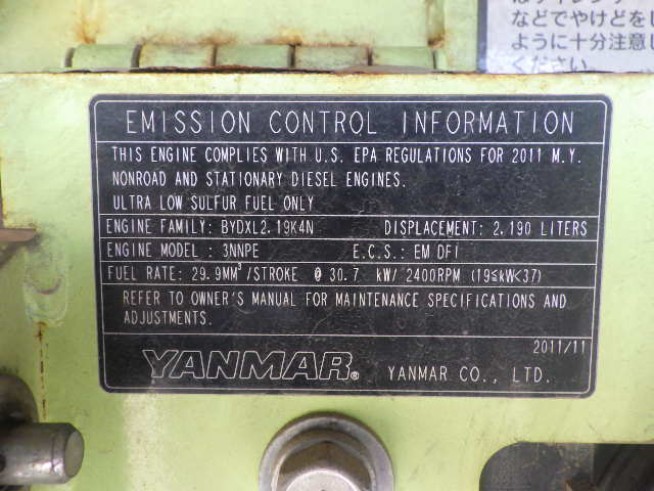 などでやけどをし
ように十分注意し
ください。
EMISSION CONTROL INFORMATION
THIS ENGINE COMPLIES WITH U.S. EPA REGULATIONS FOR 2011 M.Y.
NONROAD AND STATIONARY DIESEL ENGINES.
ULTRA LOW SULFUR FUEL ONLY
ENGINE FAMILY: BYDXL2.19K4N DISPLACEMENT: 2.190 LITERS
ENGINE MODEL : 3NNPE E.C.S.: EM DFI
FUEL RATE: 29.9MM³/STROKE @ 30.7 kW/ 2400RPM (19≦kW<37)
REFER TO OWNER'S MANUAL FOR MAINTENANCE SPECIFICATIONS AND
ADJUSTMENTS.
2011/11
YANMAR® YANMAR CO., LTD.